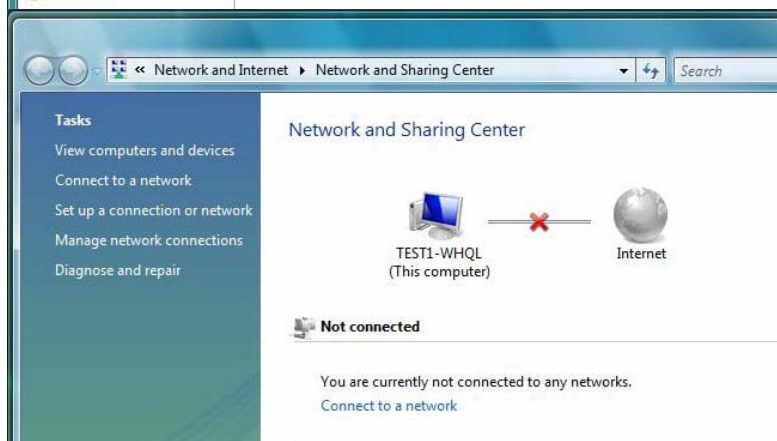 « Network and Internet ▸ Network and Sharing Center
Search
Tasks
View computers and devices
Connect to a network
Set up a connection or network
Manage network connections
Diagnose and repair
Network and Sharing Center
TEST1-WHQL
(This computer)
Internet
Not connected
You are currently not connected to any networks.
Connect to a network